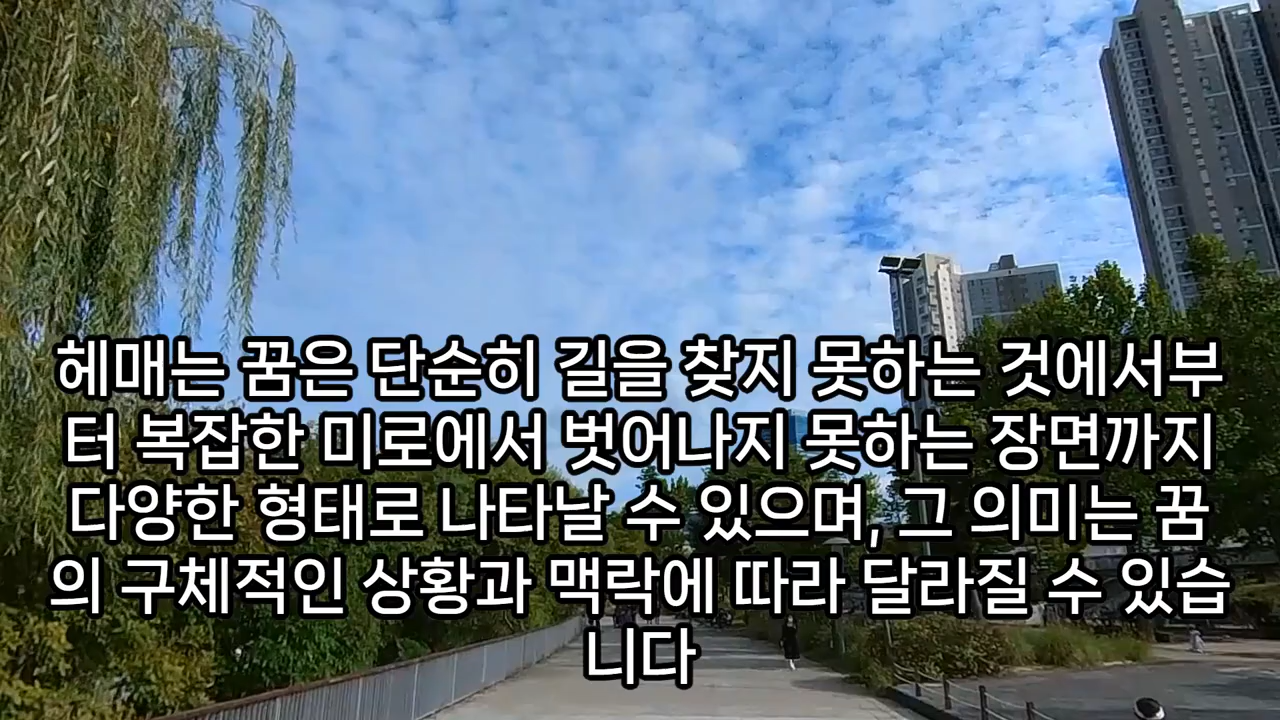 헤매는 꿈은 단순히 길을 찾지 못하는 것에서부
터 복잡한 미로에서 벗어나지 못하는 장면까지
다양한 형태로 나타날 수 있으며, 그 의미는 꿈
의 구체적인 상황과 맥락에 따라 달라질 수 있습
니다